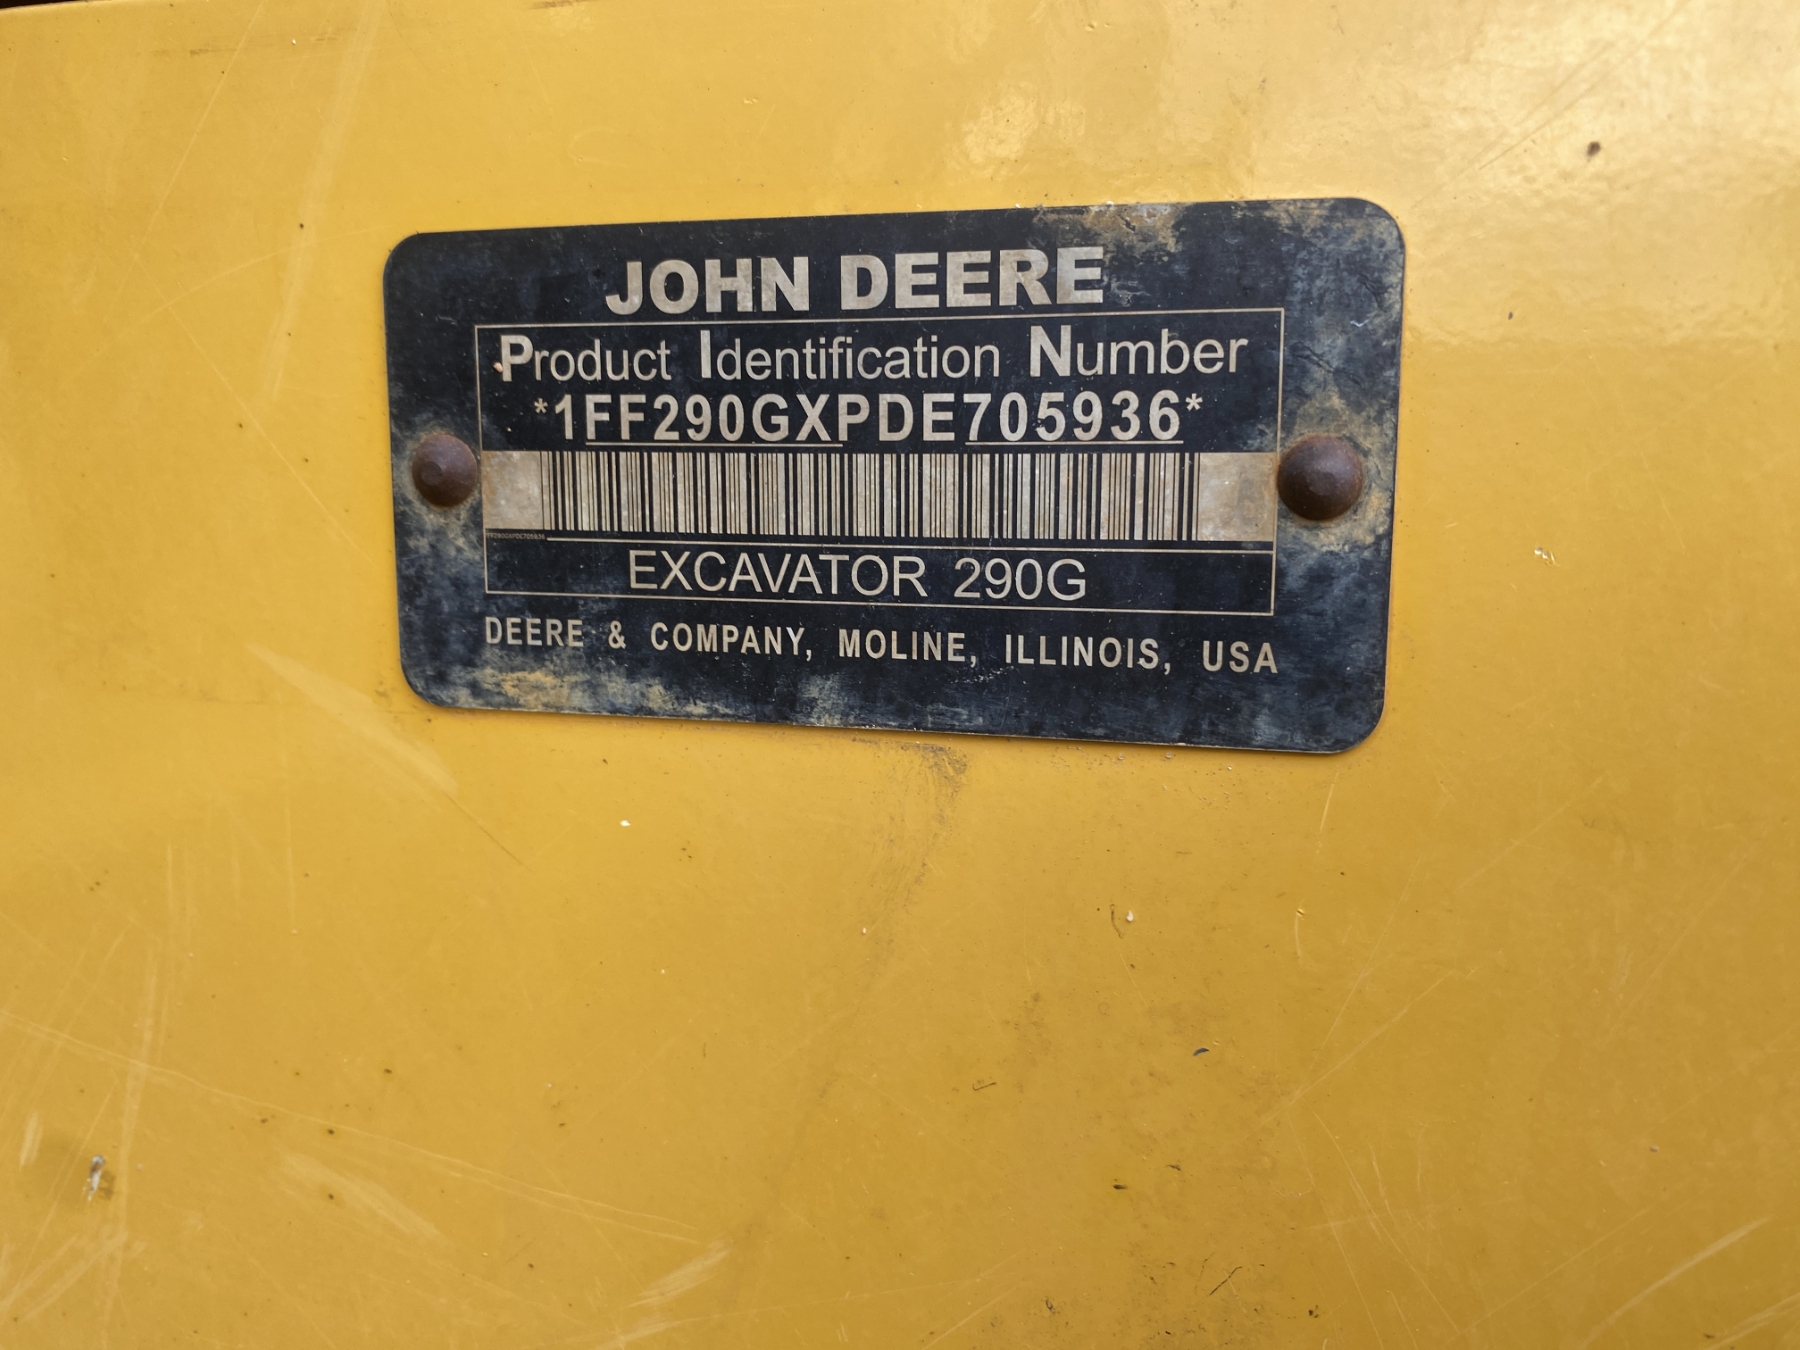 JOHN DEERE
Product Identification Number
*1FF290GXPDE705936*
EXCAVATOR 290G
DEERE & COMPANY, MOLINE, ILLINOIS, USA